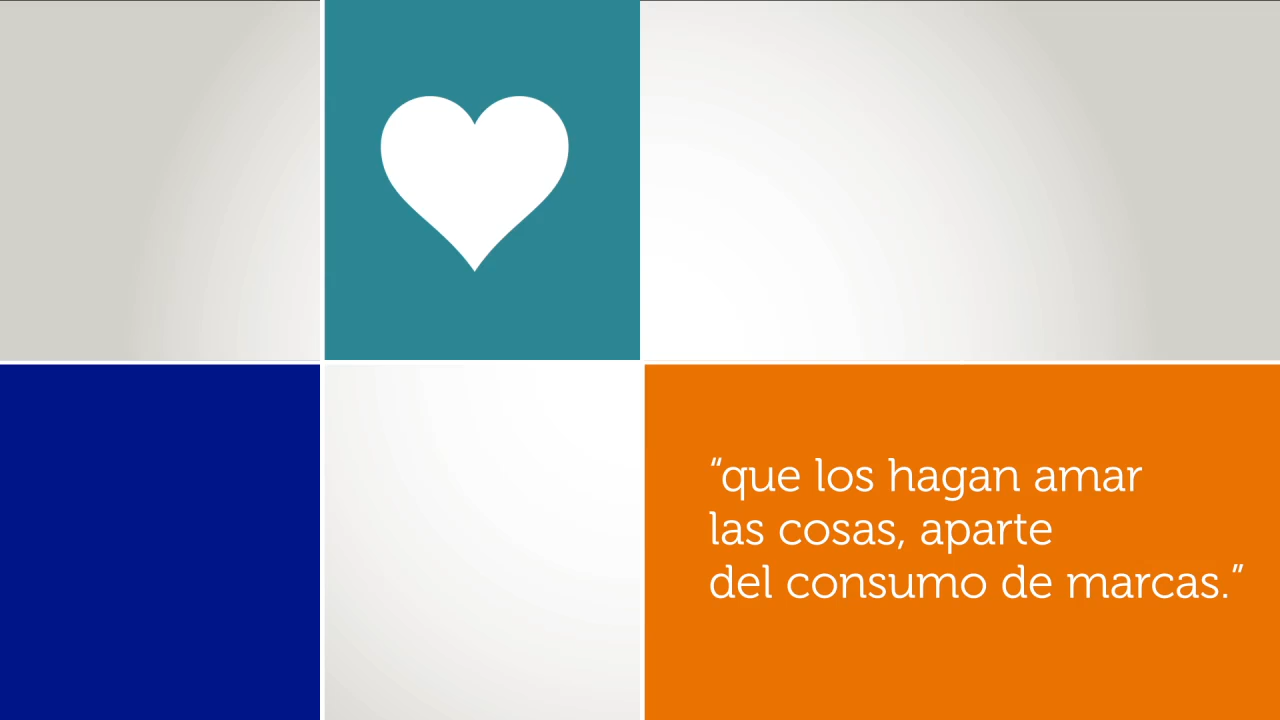 “que los hagan amar
las cosas, aparte
del consumo de marcas.”